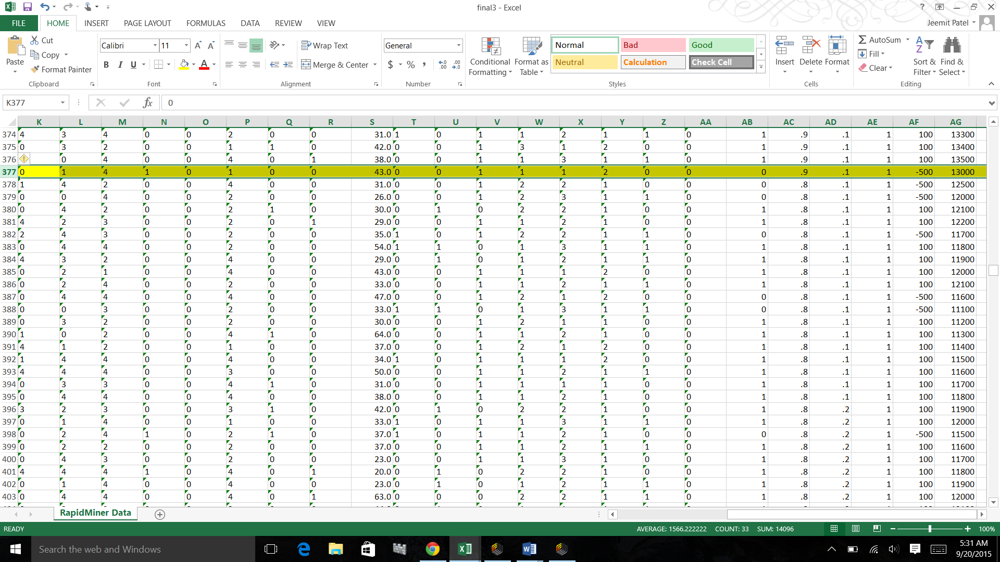 final3 - Excel
FILE HOME INSERT PAGE LAYOUT FORMULAS DATA REVIEW VIEW
Jeemit Patel
Paste Cut Copy Format Painter Clipboard
Calibri 11 B I U A A Font
Wrap Text Merge & Center Alignment
General $ % , Number
Conditional Formatting Format as Table
Normal Bad Good
Neutral Calculation Check Cell
Styles
Insert Delete Format Cells
AutoSum Fill Clear Sort & Filter Find & Select Editing
K377 fx 0
K L M N O P Q R S T U V W X Y Z AA AB AC AD AE AF AG
374 4 3 4 0 0 2 0 0 31.0 1 0 1 1 2 1 1 0 1 .9 .1 1 100 13300
375 0 3 2 0 0 1 1 0 42.0 0 0 1 3 1 2 0 0 1 .9 .1 1 100 13400
376 0 4 0 0 4 0 1 38.0 0 0 1 1 3 1 1 0 1 .9 .1 1 100 13500
377 0 1 4 1 0 1 0 0 43.0 0 0 1 1 1 2 0 0 0 .9 .1 1 -500 13000
378 1 4 2 0 0 4 0 0 31.0 0 0 1 2 2 1 0 0 0 .8 .1 1 -500 12500
379 0 0 4 0 0 2 0 0 26.0 0 0 1 2 3 1 1 0 0 .8 .1 1 -500 12000
380 0 4 2 0 0 2 1 0 30.0 0 1 0 2 2 1 0 0 1 .8 .1 1 100 12100
381 4 2 3 0 0 2 0 1 29.0 0 0 1 1 2 1 0 0 1 .8 .1 1 100 12200
382 2 4 3 0 0 2 0 0 35.0 1 0 1 2 2 1 1 0 0 .8 .1 1 -500 11700
383 0 4 4 0 0 2 0 0 54.0 1 1 0 1 3 1 1 0 1 .8 .1 1 100 11800
384 4 3 2 0 0 4 0 0 29.0 0 1 0 1 2 1 1 0 1 .8 .1 1 100 11900
385 0 2 1 0 0 4 0 0 43.0 0 0 1 1 1 2 0 0 1 .8 .1 1 100 12000
386 0 2 4 0 0 2 0 0 33.0 0 0 1 1 2 1 1 0 1 .8 .1 1 100 12100
387 0 4 4 0 0 4 0 0 47.0 0 0 1 2 1 2 0 0 0 .8 .1 1 -500 11600
388 0 0 3 0 0 2 0 0 33.0 1 1 0 1 3 1 1 0 0 .8 .1 1 -500 11100
389 0 3 2 0 0 2 0 0 30.0 0 0 1 2 1 1 0 0 1 .8 .1 1 100 11200
390 1 0 2 0 0 4 1 0 64.0 0 0 1 1 2 1 0 0 1 .8 .1 1 100 11300
391 4 1 2 0 0 1 0 0 37.0 0 0 1 2 1 2 0 0 1 .8 .1 1 100 11400
392 1 4 4 0 0 4 0 0 34.0 1 0 1 1 1 2 0 0 1 .8 .1 1 100 11500
393 4 4 4 0 0 3 0 0 50.0 0 0 1 1 2 1 1 0 1 .8 .1 1 100 11600
394 0 3 3 0 0 4 1 0 31.0 0 0 1 1 1 1 0 0 1 .8 .1 1 100 11700
395 0 4 4 0 0 4 0 0 38.0 0 0 1 1 2 1 0 0 1 .8 .1 1 100 11800
396 3 2 3 0 0 3 1 0 42.0 0 1 0 2 2 1 0 0 1 .8 .2 1 100 11900
397 0 1 4 0 0 1 0 0 33.0 1 0 1 1 3 1 1 0 1 .8 .2 1 100 12000
398 0 2 4 1 0 2 1 0 37.0 1 0 1 1 2 1 0 0 0 .8 .2 1 -500 11500
399 0 2 2 0 0 2 0 0 37.0 0 0 1 1 2 1 1 0 1 .8 .2 1 100 11600
400 0 4 3 0 0 2 0 0 23.0 0 0 1 1 3 1 0 0 1 .8 .2 1 100 11700
401 4 4 4 1 0 4 0 1 20.0 0 1 0 2 2 1 0 0 1 .8 .2 1 100 11800
402 0 1 4 0 0 4 0 0 23.0 0 1 0 1 2 1 1 0 1 .8 .2 1 100 11900
403 0 4 4 0 0 4 0 1 63.0 0 0 0 2 2 1 1 0 1 .8 .2 1 100 12000
RapidMiner Data
READY AVERAGE: 1566.222222 COUNT: 33 SUM: 14096 100%
Search the web and Windows
5:31 AM
9/20/2015